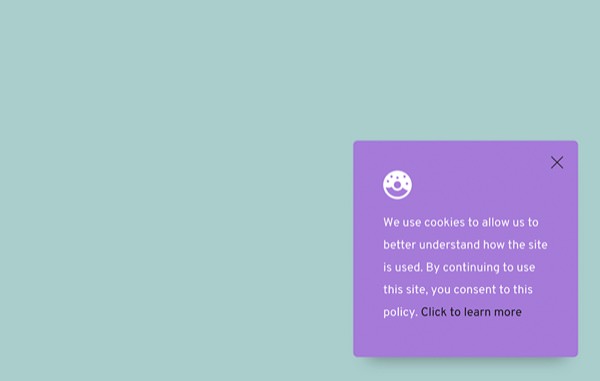 We use cookies to allow us to
better understand how the site
is used. By continuing to use
this site, you consent to this
policy. Click to learn more